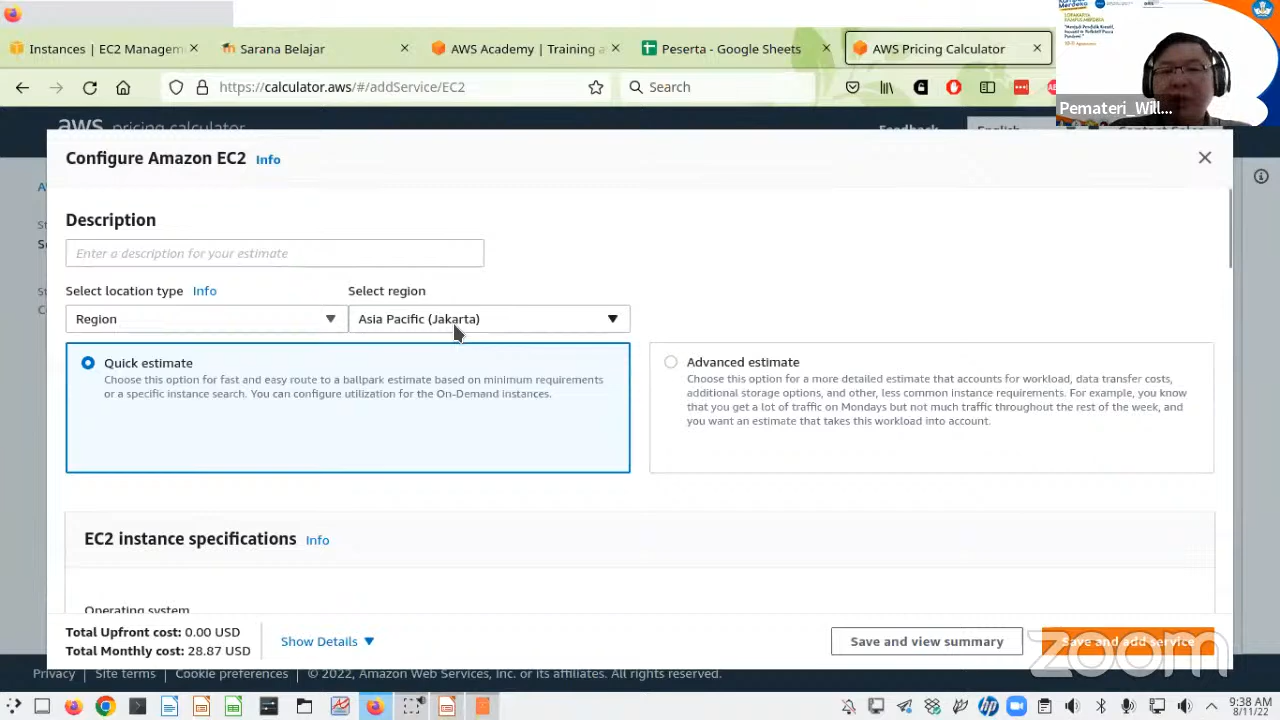 Instances | EC2 Managem
Sarana Belajar
AWS Academy | Training a
serta - Google Sheets
AWS Pricing Calculator
https://calculator.aws/#/addService/EC2
Search
Pemateri_Will...
aws pricing calculator
Feedback
English
Contact Sales
Configure Amazon EC2 Info
Description
Enter a description for your estimate
Select location type Info
Select region
Region
Asia Pacific (Jakarta)
Quick estimate
Choose this option for fast and easy route to a ballpark estimate based on minimum requirements
or a specific instance search. You can configure utilization for the On-Demand instances.
Advanced estimate
Choose this option for a more detailed estimate that accounts for workload, data transfer costs,
additional storage options, and other, less common instance requirements. For example, you know
that you get a lot of traffic on Mondays but not much traffic throughout the rest of the week, and
you want an estimate that takes this workload into account.
EC2 instance specifications Info
Operating system
Total Upfront cost: 0.00 USD
Total Monthly cost: 28.87 USD
Show Details
Save and view summary
Save and add service
zoom
Privacy | Site terms | Cookie preferences | © 2022, Amazon Web Services, Inc. or its affiliates. All rights reserved.
9:38 AM
8/11/22